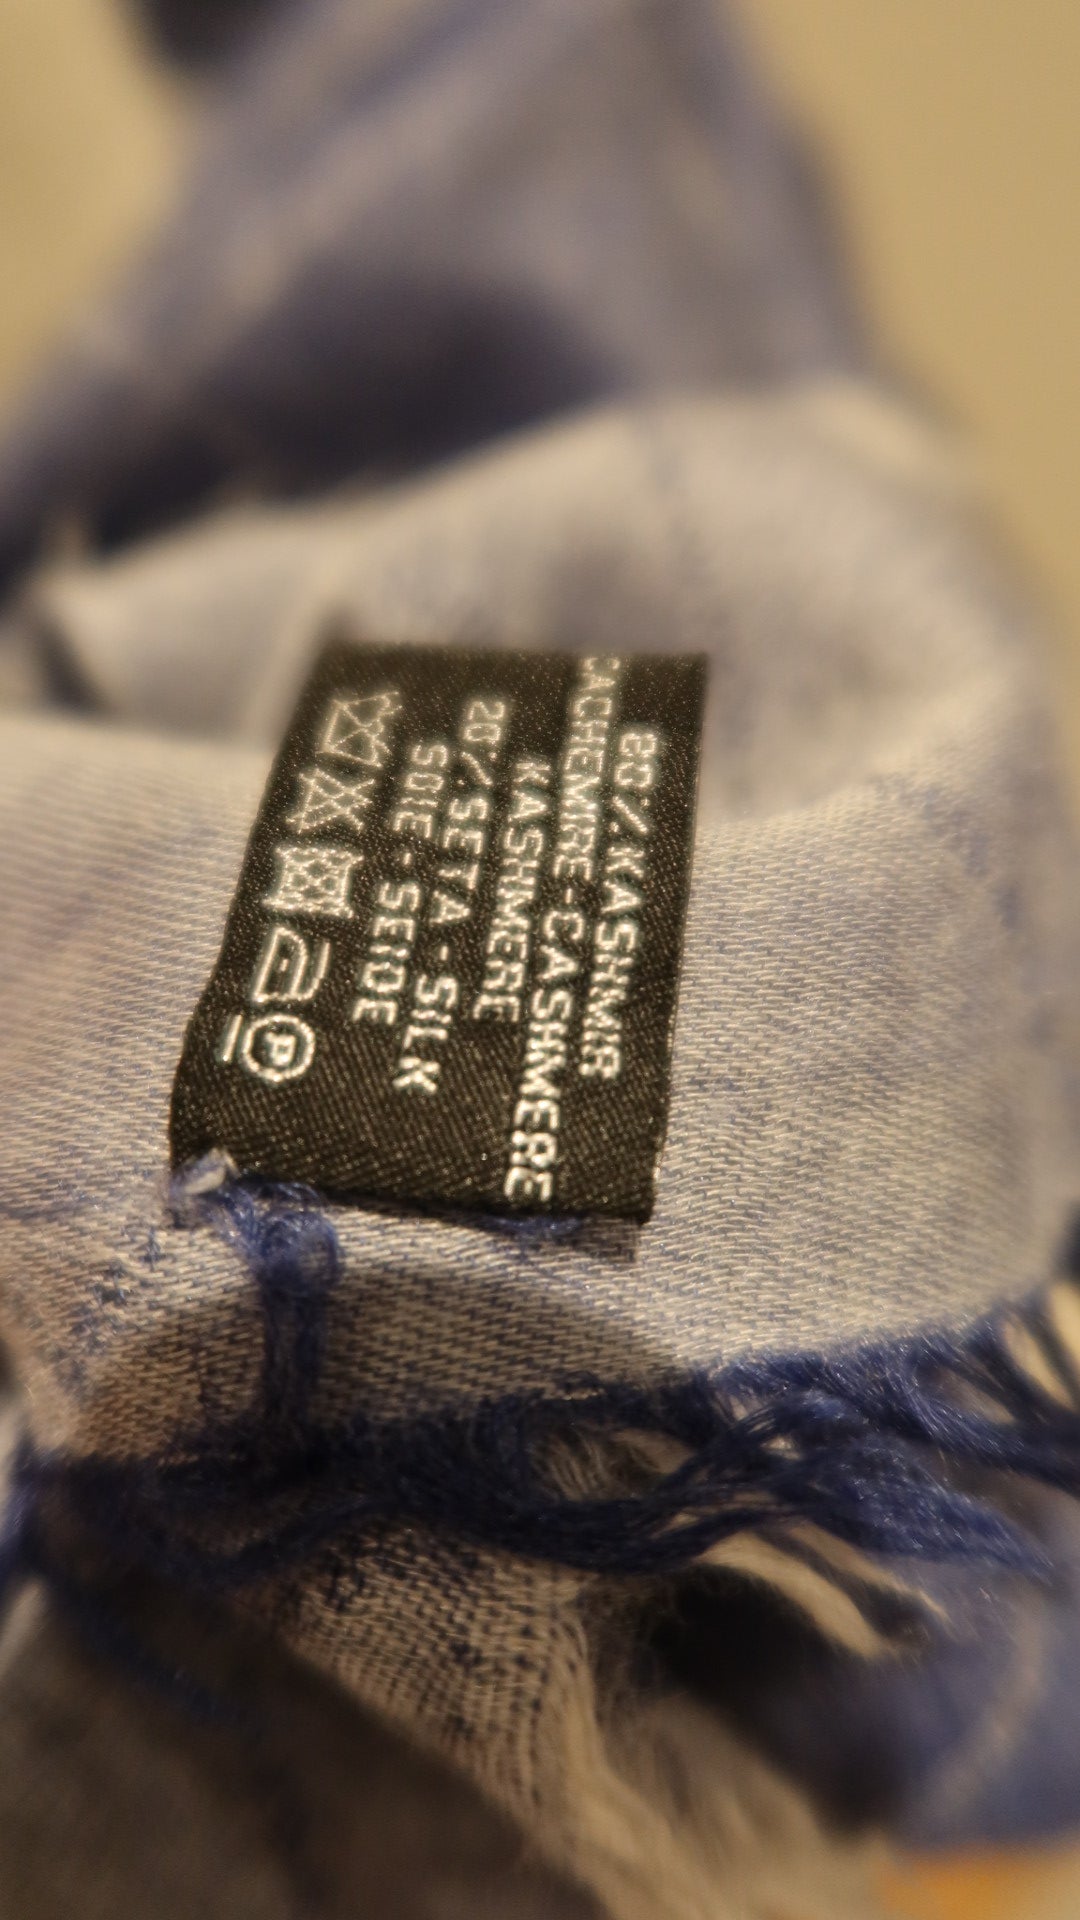 80%KASHMIR
CACHEMIRE-CASHMERE
KASHMERE
20%SETA-SILK
SOIE-SEIDE
P